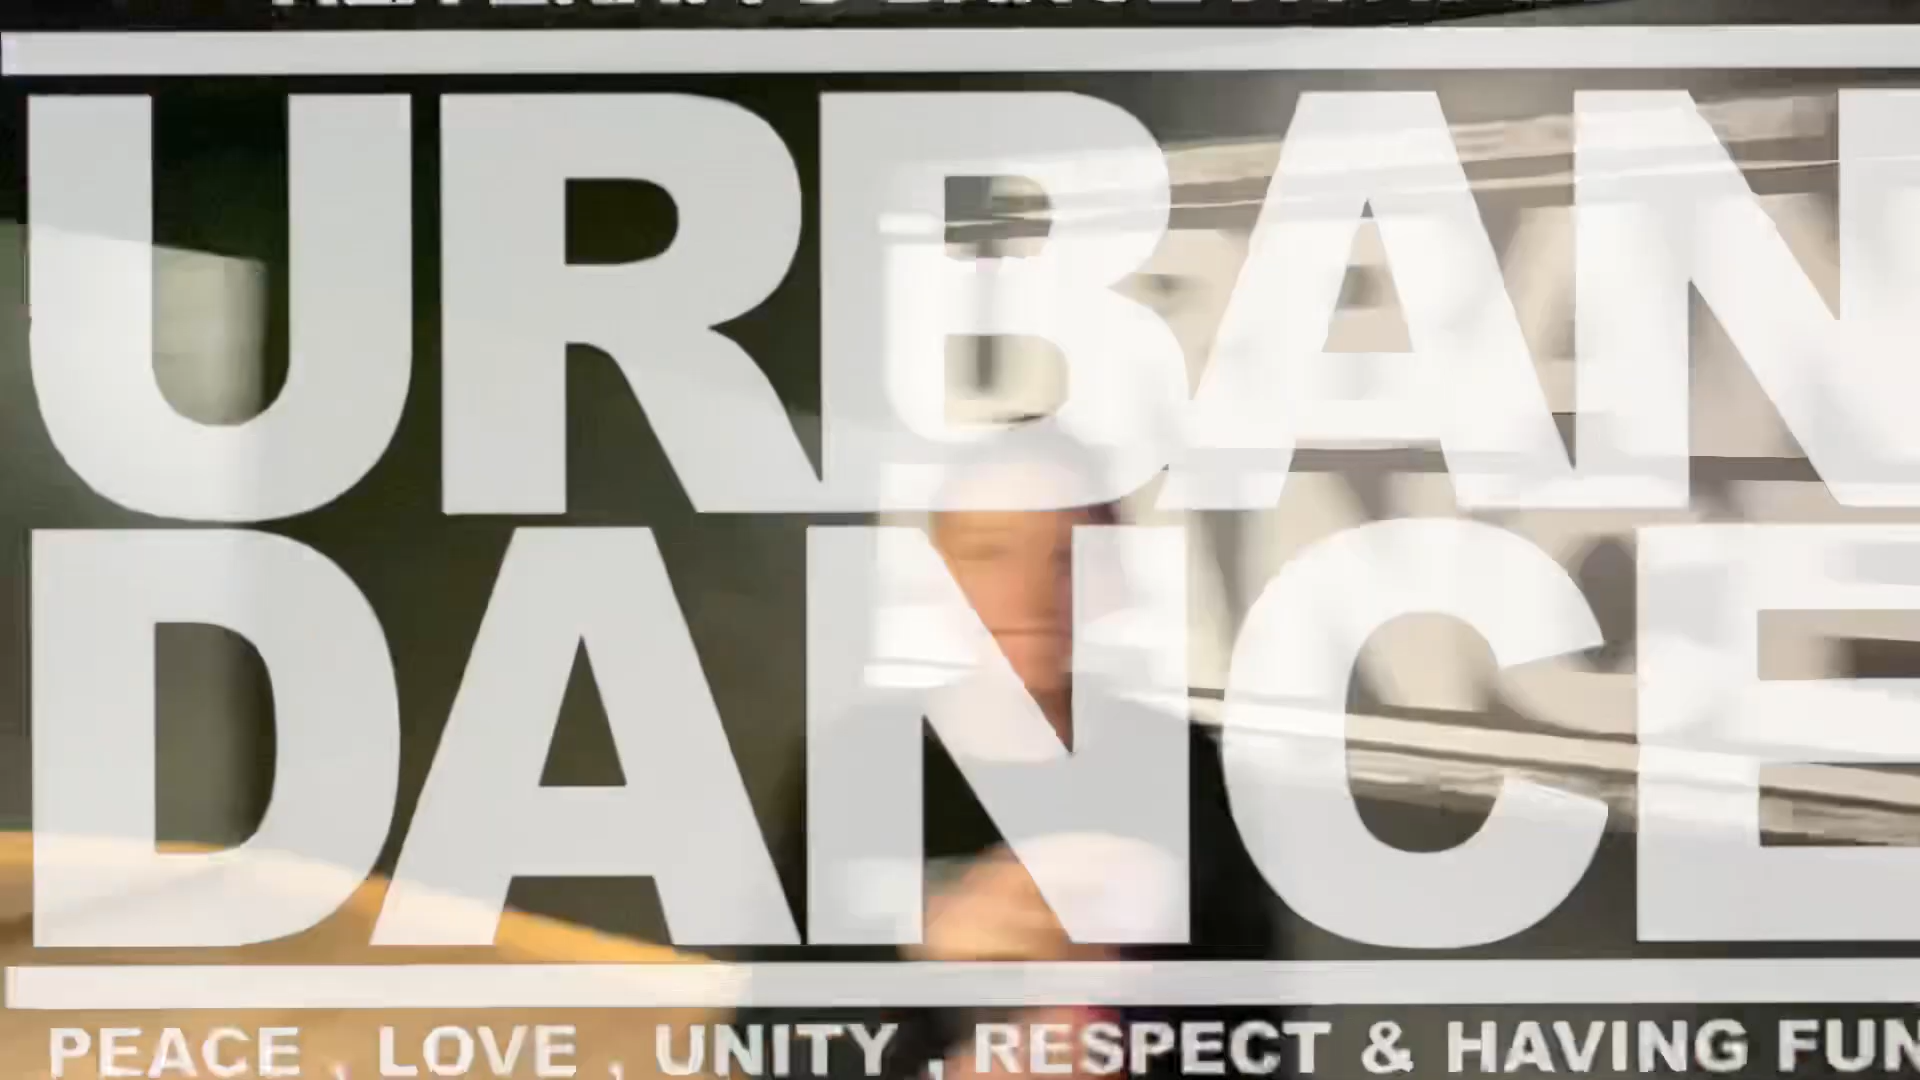 URBAN
DANCE
PEACE , LOVE , UNITY , RESPECT & HAVING FUN